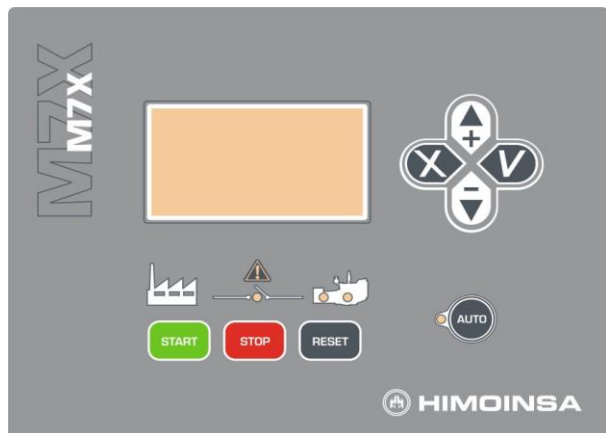 M7X
M7X
+
X V
−
START STOP RESET
AUTO
HIMOINSA